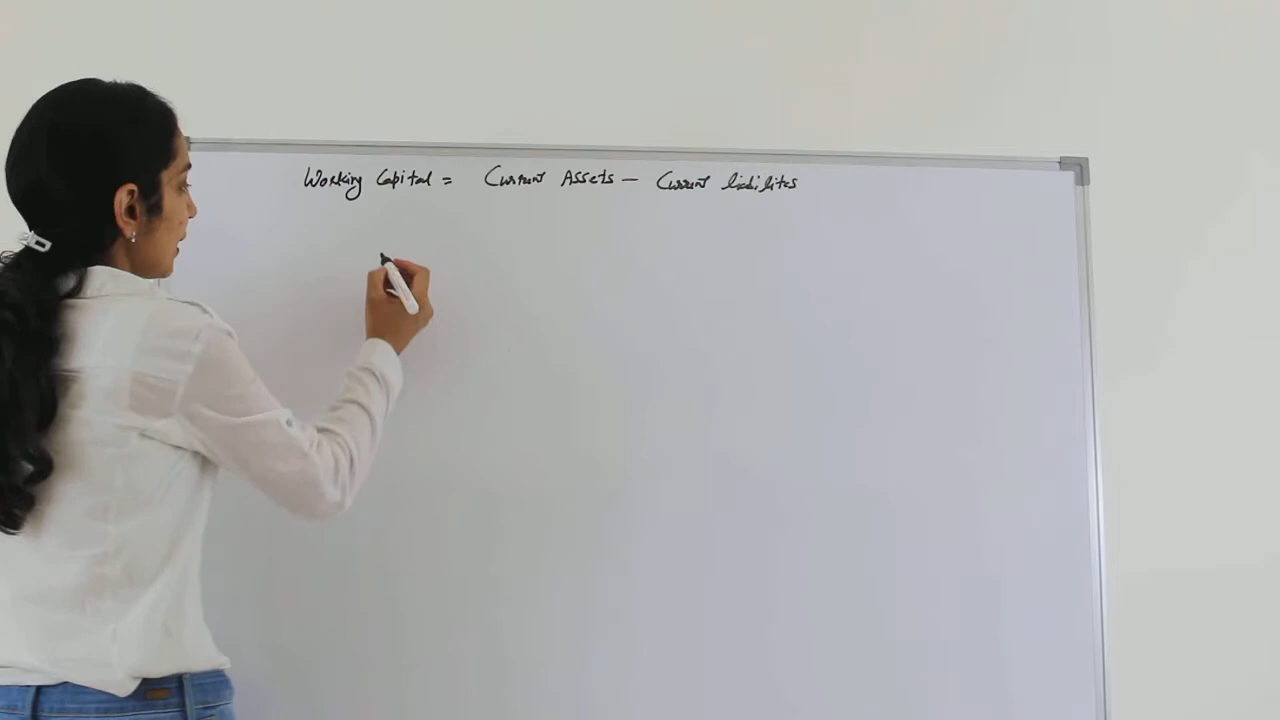 Working Capital = Current Assets – Current liabilites